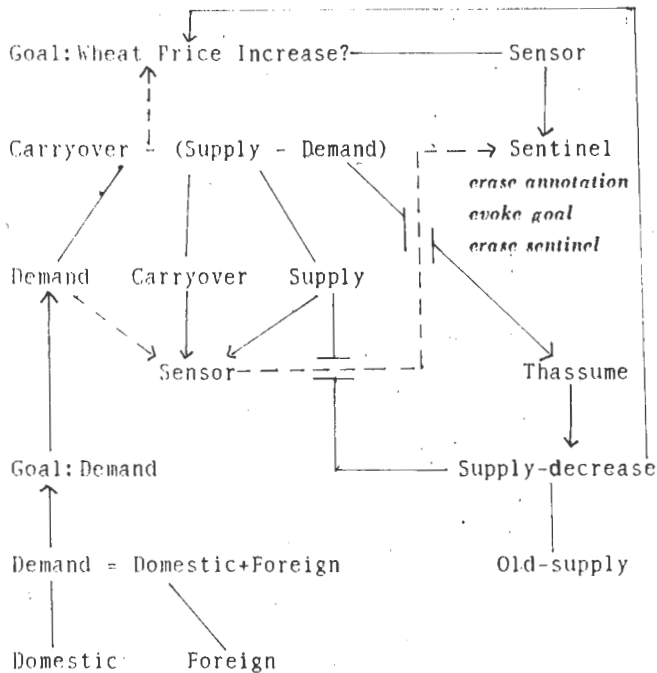 Goal: Wheat Price Increase? Sensor
Carryover - (Supply - Demand) Sentinel
erase annotation
evoke goal
erase sentinel
Demand Carryover Supply
Sensor Thassume
Goal: Demand Supply-decrease
Demand = Domestic+Foreign Old-supply
Domestic Foreign